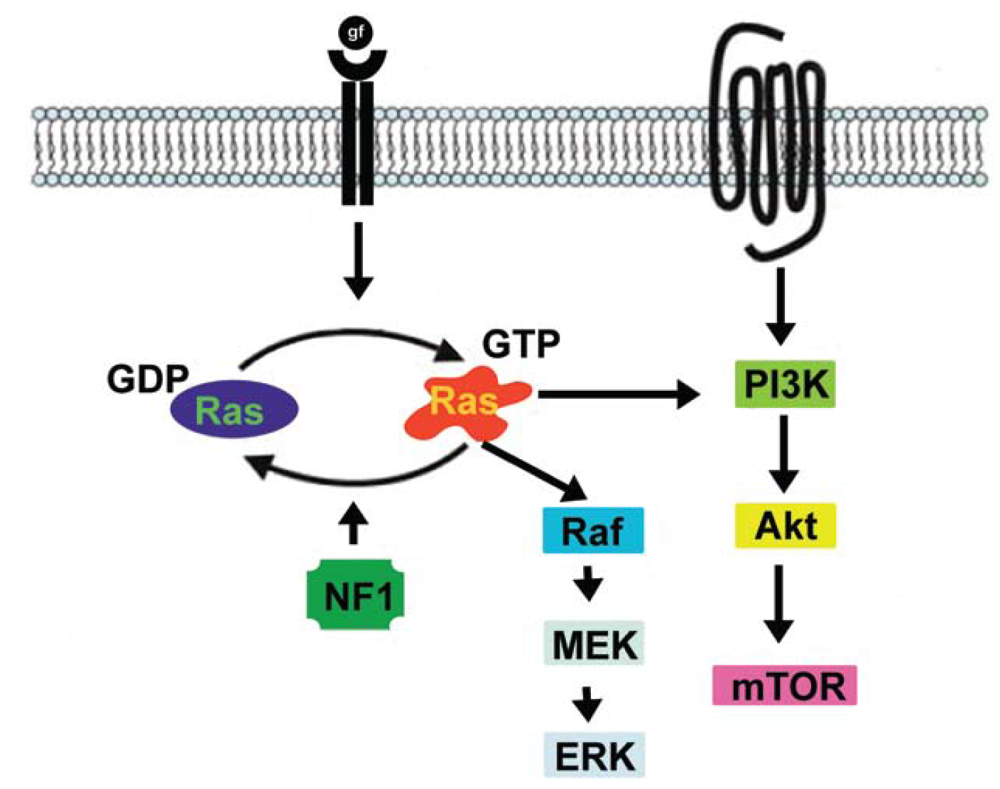 gf
GTP
GDP
Ras
Ras
PI3K
Raf
Akt
NF1
MEK
mTOR
ERK